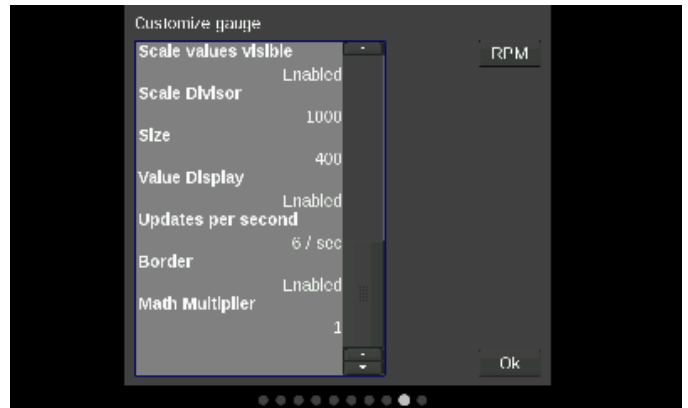 Customize gauge
Scale values visible
RPM
Enabled
Scale Divisor
1000
Size
400
Value Display
Enabled
Updates per second
6 / sec
Border
Enabled
Math Multiplier
1
Ok